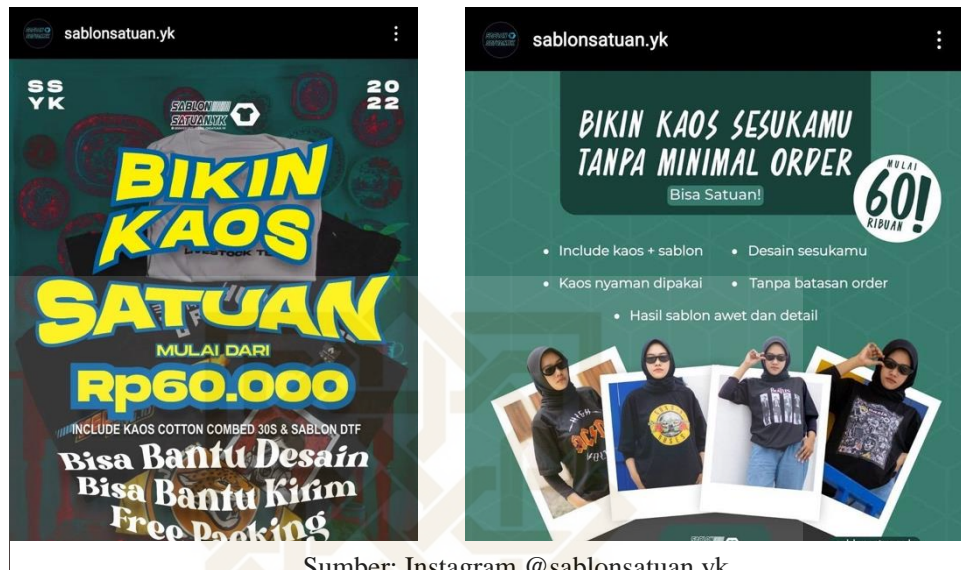 sablonsatuan.yk
SS
YK
20
22
SABLON
SATUAN.YK
BIKIN
KAOS
SATUAN
MULAI DARI
Rp60.000
INCLUDE KAOS COTTON COMBED 30S & SABLON DTF
Bisa Bantu Desain
Bisa Bantu Kirim
Free Packing
sablonsatuan.yk
BIKIN KAOS SESUKAMU
TANPA MINIMAL ORDER
Bisa Satuan!
MULAI
60!
RIBUAN
• Include kaos + sablon • Desain sesukamu
• Kaos nyaman dipakai • Tanpa batasan order
• Hasil sablon awet dan detail
Sumber: Instagram @sablonsatuan.yk